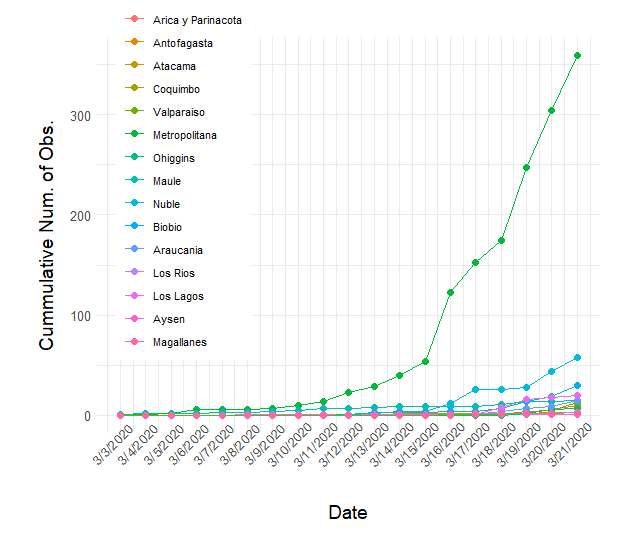 Arica y Parinacota
Antofagasta
Atacama
Coquimbo
Valparaiso
Metropolitana
Ohiggins
Maule
Nuble
Biobio
Araucania
Los Rios
Los Lagos
Aysen
Magallanes
Cummulative Num. of Obs.
300
200
100
0
3/3/2020
3/4/2020
3/5/2020
3/6/2020
3/7/2020
3/8/2020
3/9/2020
3/10/2020
3/11/2020
3/12/2020
3/13/2020
3/14/2020
3/15/2020
3/16/2020
3/17/2020
3/18/2020
3/19/2020
3/20/2020
3/21/2020
Date